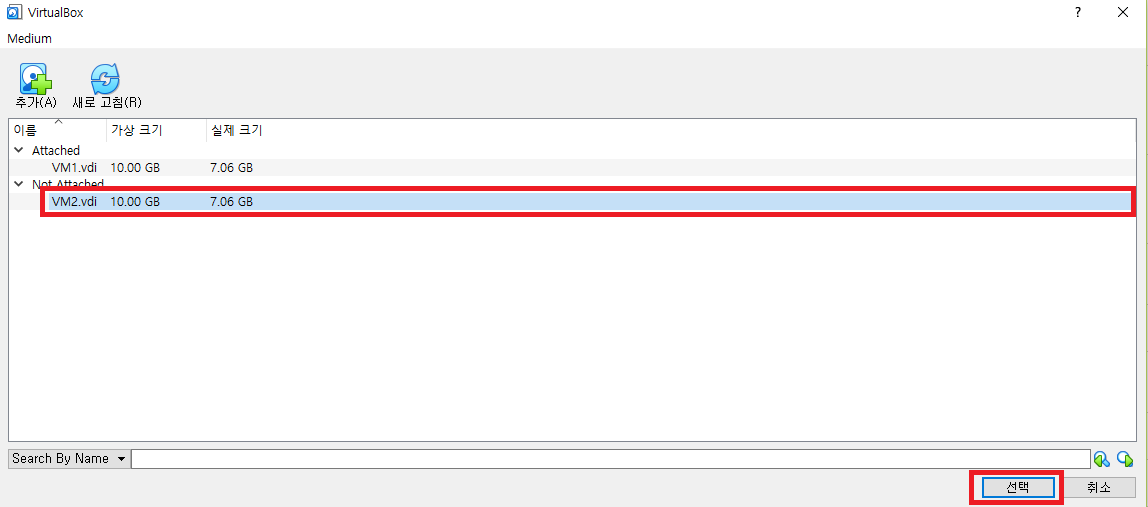 VirtualBox ?
Medium
추가(A) 새로 고침(R)
이름 가상 크기 실제 크기
Attached
VM1.vdi 10.00 GB 7.06 GB
Not Attached
VM2.vdi 10.00 GB 7.06 GB
Search By Name
선택 취소